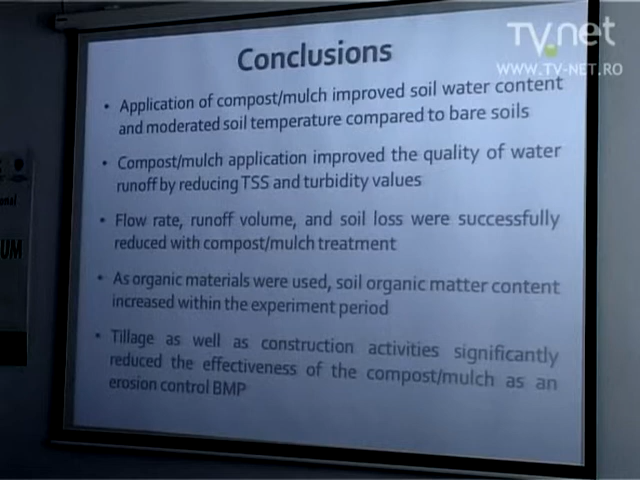 TV.net
WWW.TV-NET.RO
Conclusions
• Application of compost/mulch improved soil water content
and moderated soil temperature compared to bare soils
• Compost/mulch application improved the quality of water
runoff by reducing TSS and turbidity values
• Flow rate, runoff volume, and soil loss were successfully
reduced with compost/mulch treatment
• As organic materials were used, soil organic matter content
increased within the experiment period
• Tillage as well as construction activities significantly
reduced the effectiveness of the compost/mulch as an
erosion control BMP
UM